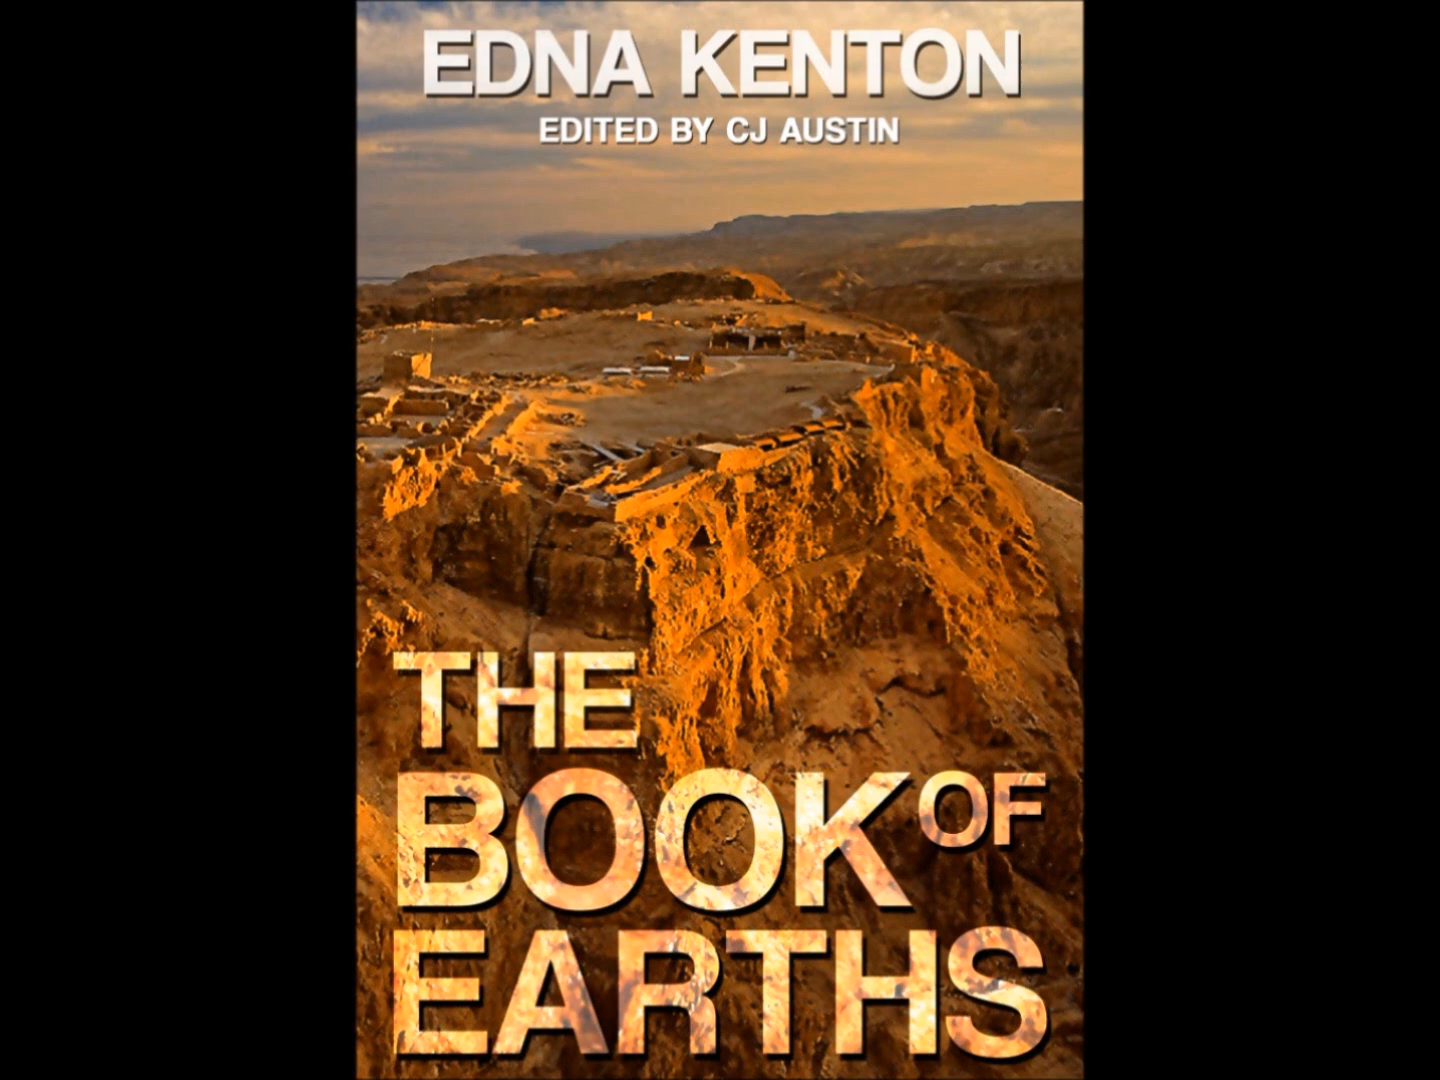 EDNA KENTON
EDITED BY CJ AUSTIN
THE
BOOK OF
EARTHS